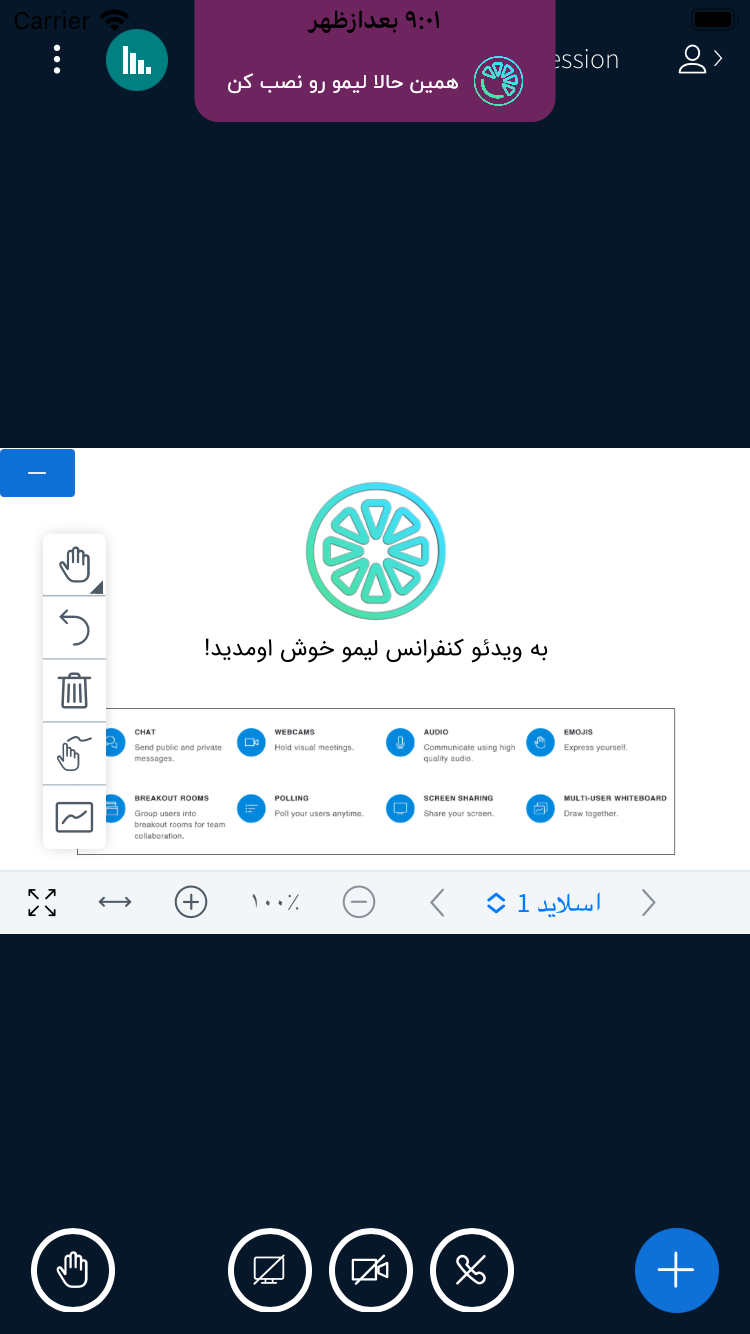 Carrier
۹:۰۱ بعدازظهر
همین حالا لیمو رو نصب کن
ession
به ویدئو کنفرانس لیمو خوش اومدید!
CHAT
Send public and private
messages.
WEBCAMS
Hold visual meetings.
AUDIO
Communicate using high
quality audio.
EMOJIS
Express yourself.
BREAKOUT ROOMS
Group users into
breakout rooms for team
collaboration.
POLLING
Poll your users anytime.
SCREEN SHARING
Share your screen.
MULTI-USER WHITEBOARD
Draw together.
۱۰۰٪
اسلاید 1